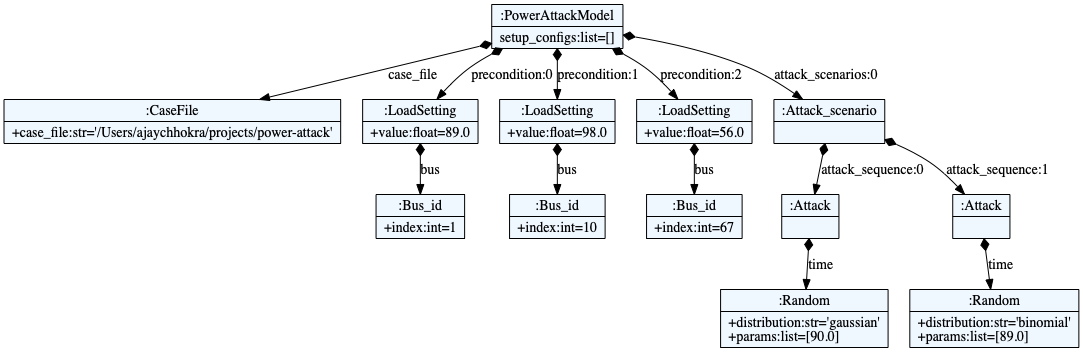 :PowerAttackModel
setup_configs:list=[]
case_file
precondition:0
precondition:1
precondition:2
attack_scenarios:0
:CaseFile
+case_file:str='/Users/ajaychhokra/projects/power-attack'
:LoadSetting
+value:float=89.0
:LoadSetting
+value:float=98.0
:LoadSetting
+value:float=56.0
:Attack_scenario
bus
bus
bus
attack_sequence:0
attack_sequence:1
:Bus_id
+index:int=1
:Bus_id
+index:int=10
:Bus_id
+index:int=67
:Attack
:Attack
time
time
:Random
+distribution:str='gaussian'
+params:list=[90.0]
:Random
+distribution:str='binomial'
+params:list=[89.0]